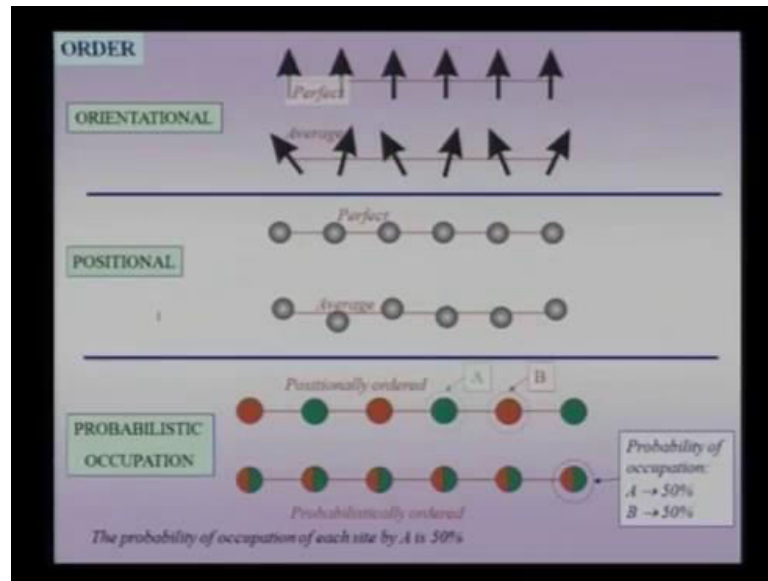 ORDER
Perfect
ORIENTATIONAL
Average
Perfect
POSITIONAL
Average
Positionally ordered
A
B
PROBABILISTIC
OCCUPATION
Probability of
occupation:
A → 50%
B → 50%
Probabilistically ordered
The probability of occupation of each site by A is 50%